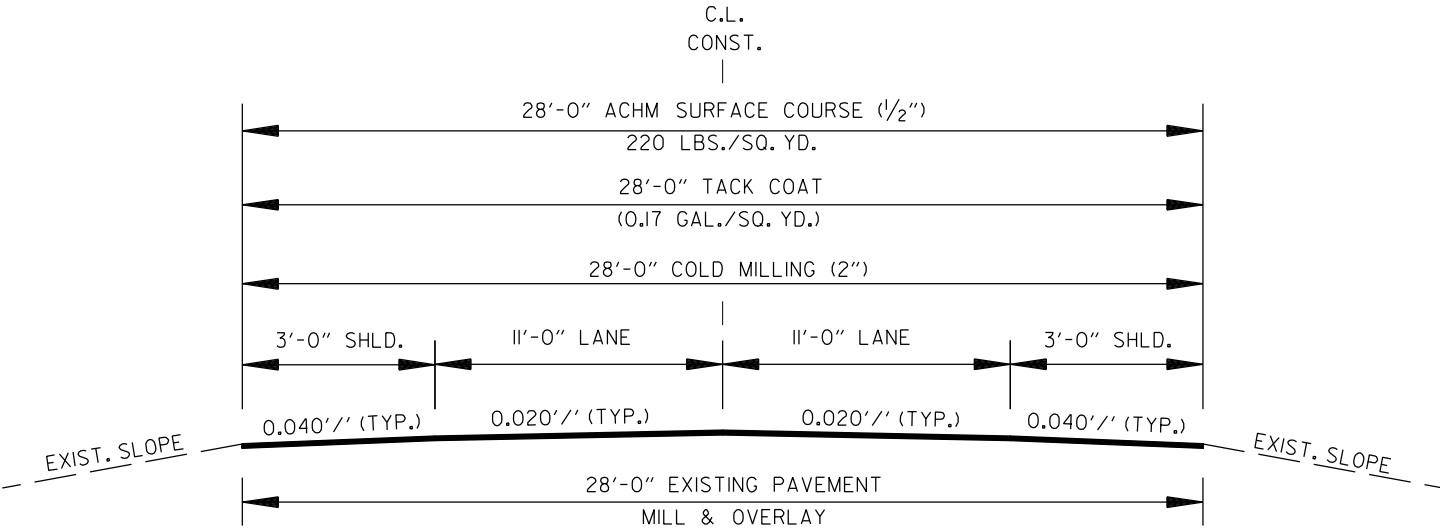 C.L.
CONST.
28'-0" ACHM SURFACE COURSE (1/2")
220 LBS./SQ. YD.
28'-0" TACK COAT
(0.17 GAL./SQ. YD.)
28'-0" COLD MILLING (2")
3'-0" SHLD.
11'-0" LANE
11'-0" LANE
3'-0" SHLD.
0.040'/' (TYP.)
0.020'/' (TYP.)
0.020'/' (TYP.)
0.040'/' (TYP.)
EXIST. SLOPE
EXIST. SLOPE
28'-0" EXISTING PAVEMENT
MILL & OVERLAY